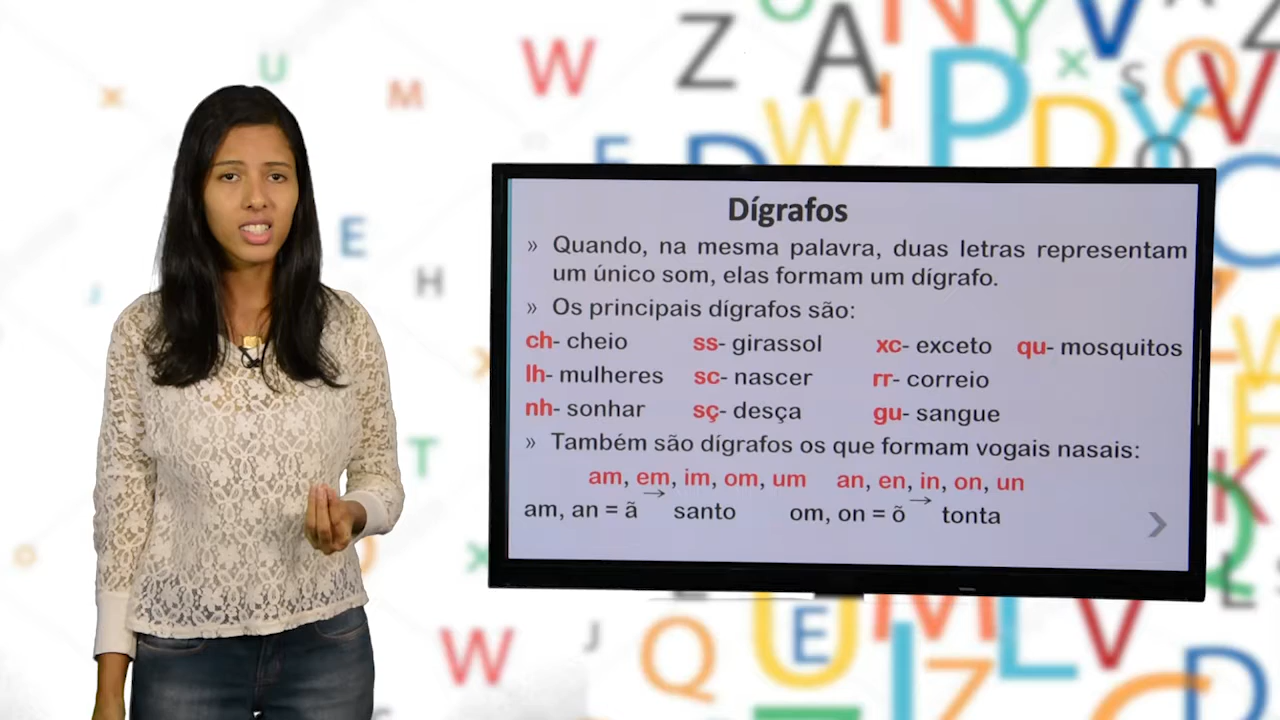 Dígrafos
» Quando, na mesma palavra, duas letras representam
um único som, elas formam um dígrafo.
» Os principais dígrafos são:
ch- cheio ss- girassol xc- exceto qu- mosquitos
lh- mulheres sc- nascer rr- correio
nh- sonhar sç- desça gu- sangue
» Também são dígrafos os que formam vogais nasais:
am, em, im, om, um an, en, in, on, un
am, an = ã → santo om, on = õ → tonta